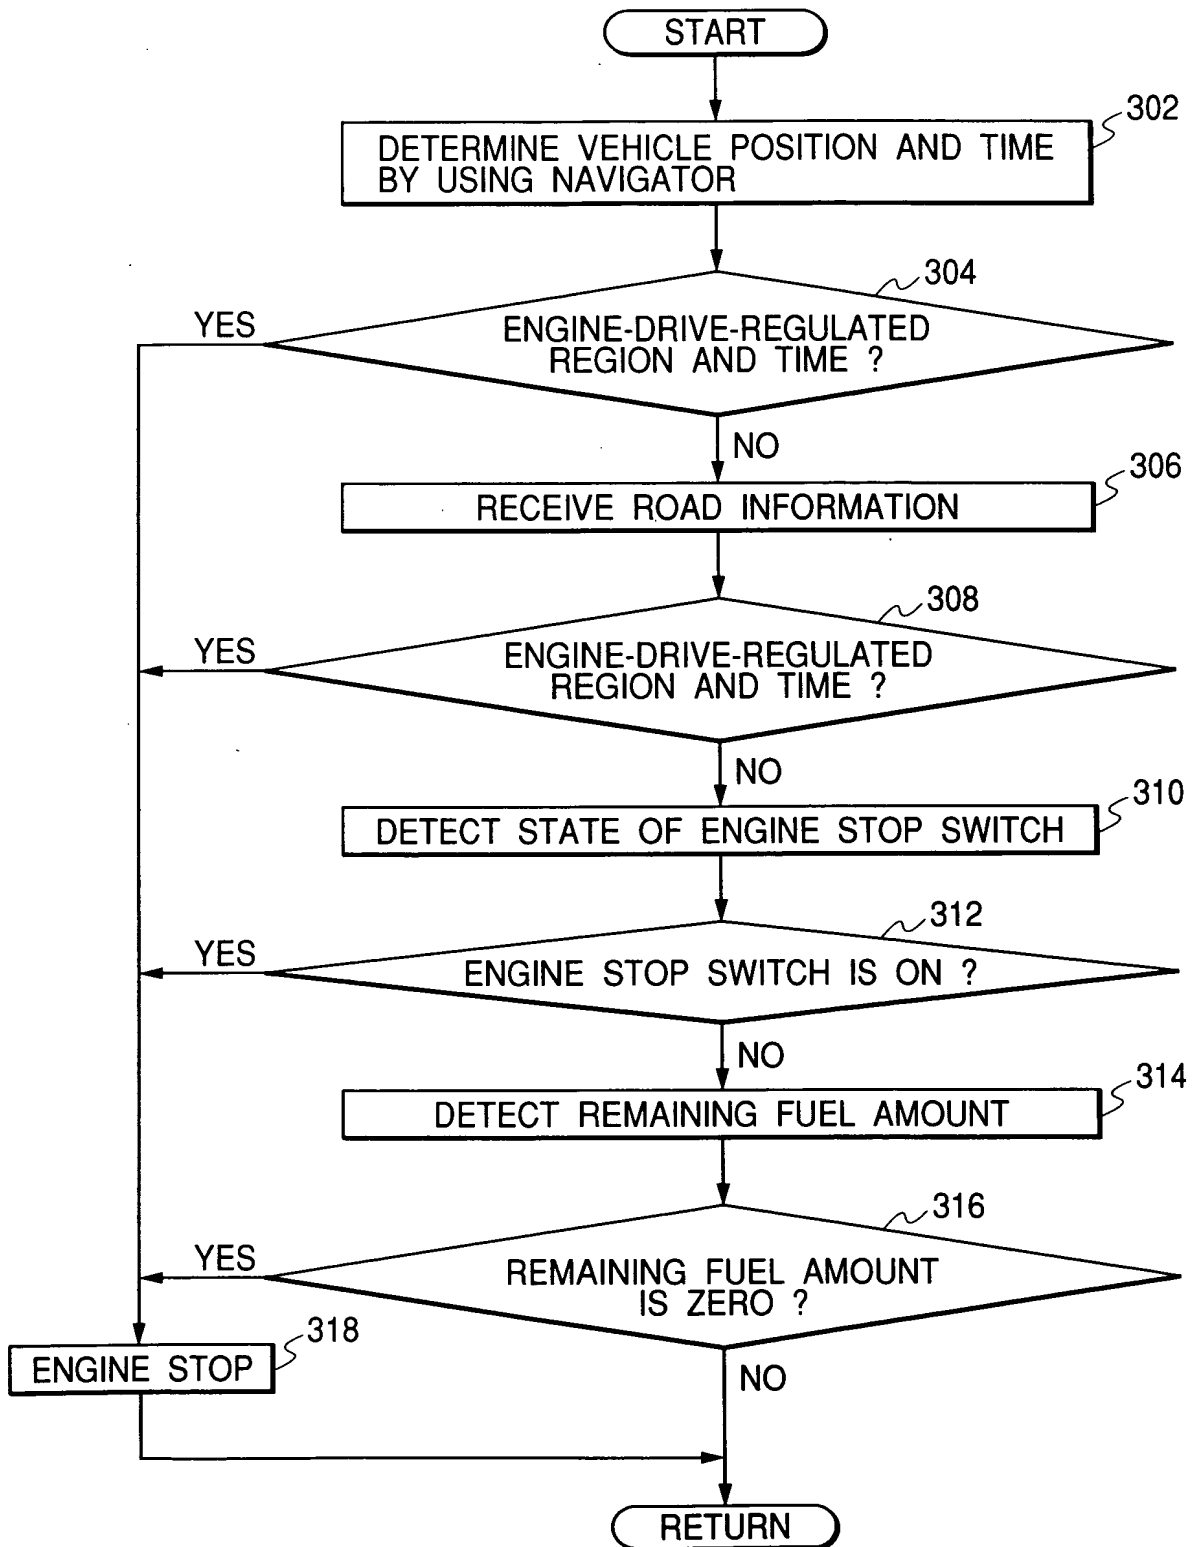 START
302
DETERMINE VEHICLE POSITION AND TIME
BY USING NAVIGATOR
304
YES
ENGINE-DRIVE-REGULATED
REGION AND TIME ?
NO
306
RECEIVE ROAD INFORMATION
308
YES
ENGINE-DRIVE-REGULATED
REGION AND TIME ?
NO
310
DETECT STATE OF ENGINE STOP SWITCH
312
YES
ENGINE STOP SWITCH IS ON ?
NO
314
DETECT REMAINING FUEL AMOUNT
316
YES
REMAINING FUEL AMOUNT
IS ZERO ?
318
ENGINE STOP
NO
RETURN